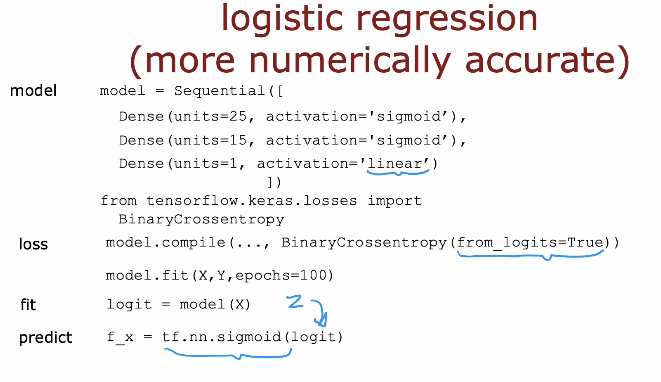 logistic regression
(more numerically accurate)
model model = Sequential([
Dense(units=25, activation='sigmoid’),
Dense(units=15, activation='sigmoid’),
Dense(units=1, activation='linear’)
])
from tensorflow.keras.losses import
BinaryCrossentropy
loss model.compile(..., BinaryCrossentropy(from_logits=True))
model.fit(X,Y,epochs=100)
fit logit = model(X) z
predict f_x = tf.nn.sigmoid(logit)